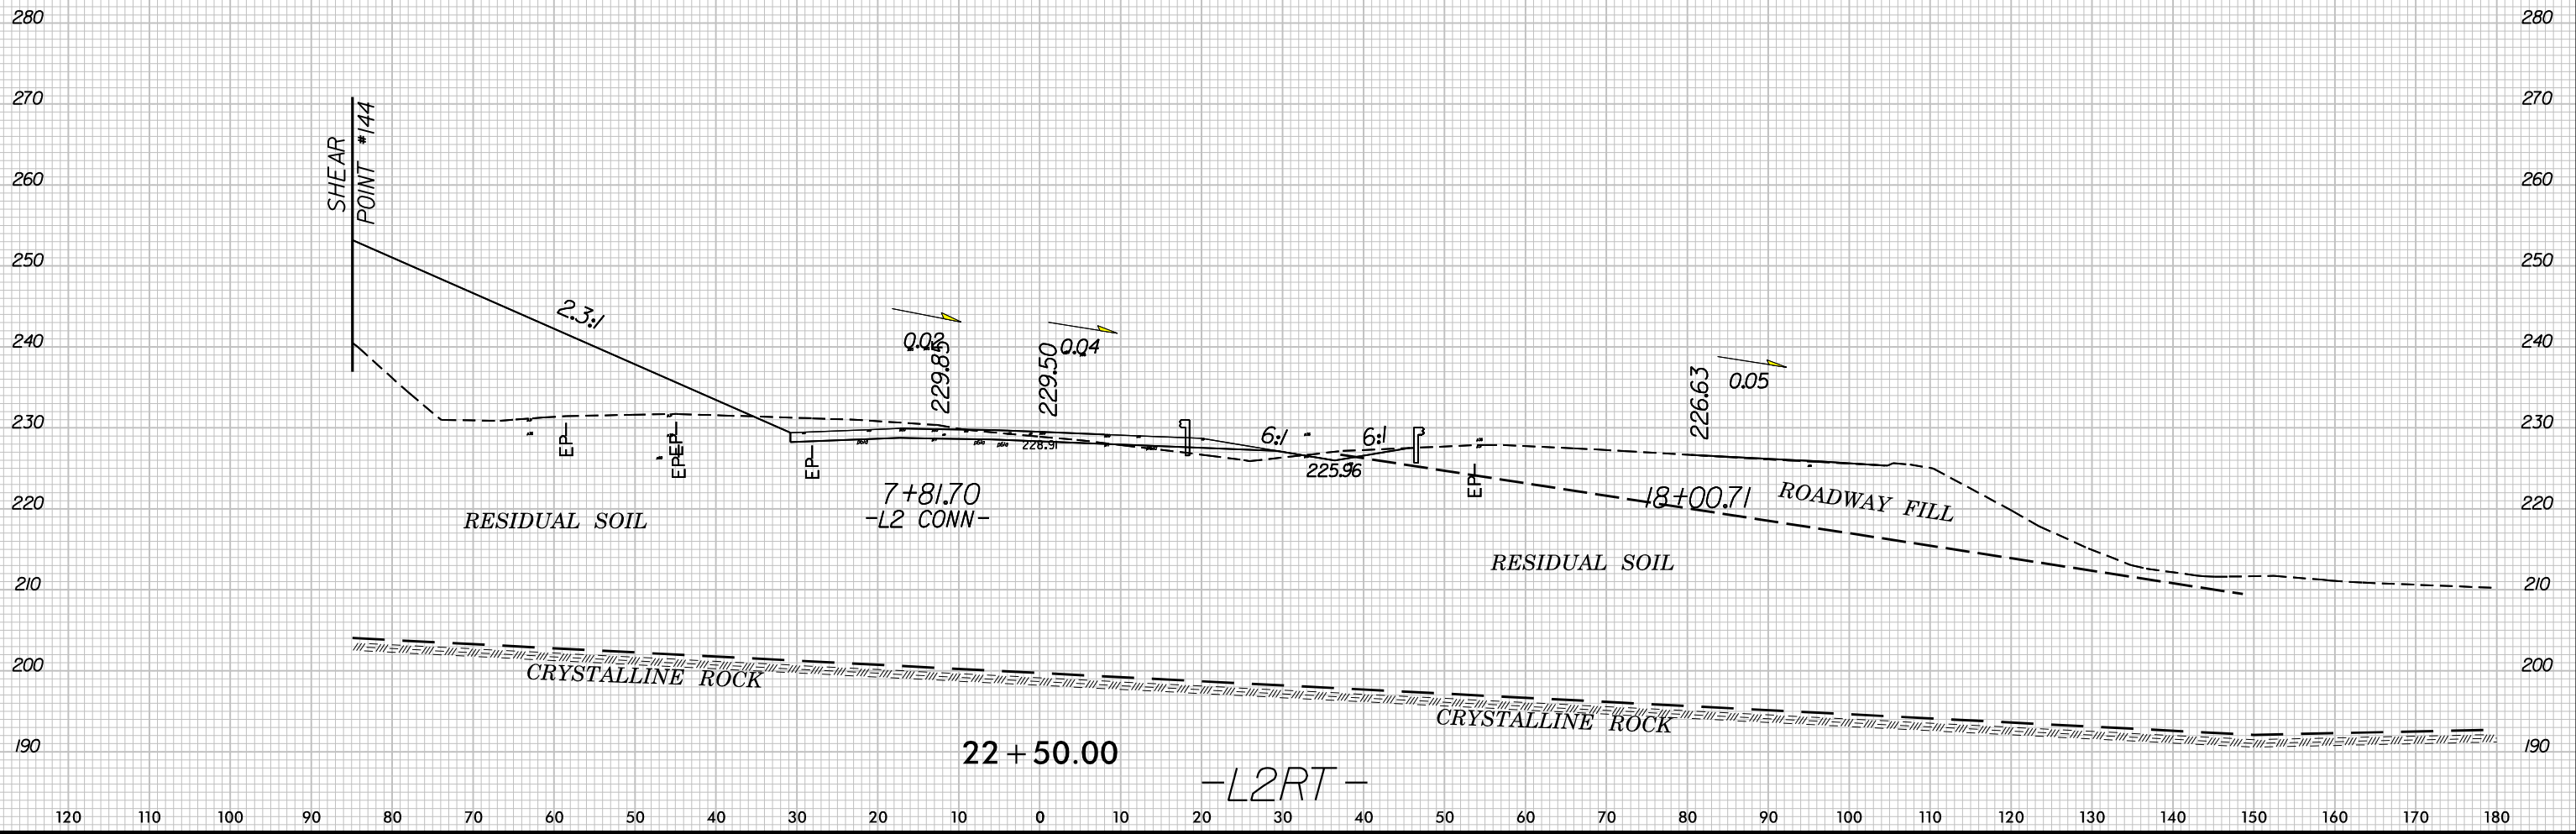 280 280
270 270
260 260
250 250
240 240
230 230
220 220
210 210
200 200
190 190
SHEAR
POINT #144
2.3:1
0.02
229.85
229.50
0.04
226.63
0.05
6:1
6:1
EP
EP
EP
EP
EP
228.91
225.96
7+81.70
-L2 CONN-
18+00.71
ROADWAY FILL
RESIDUAL SOIL
RESIDUAL SOIL
CRYSTALLINE ROCK
CRYSTALLINE ROCK
22+50.00
-L2RT-
120 110 100 90 80 70 60 50 40 30 20 10 0 10 20 30 40 50 60 70 80 90 100 110 120 130 140 150 160 170 180